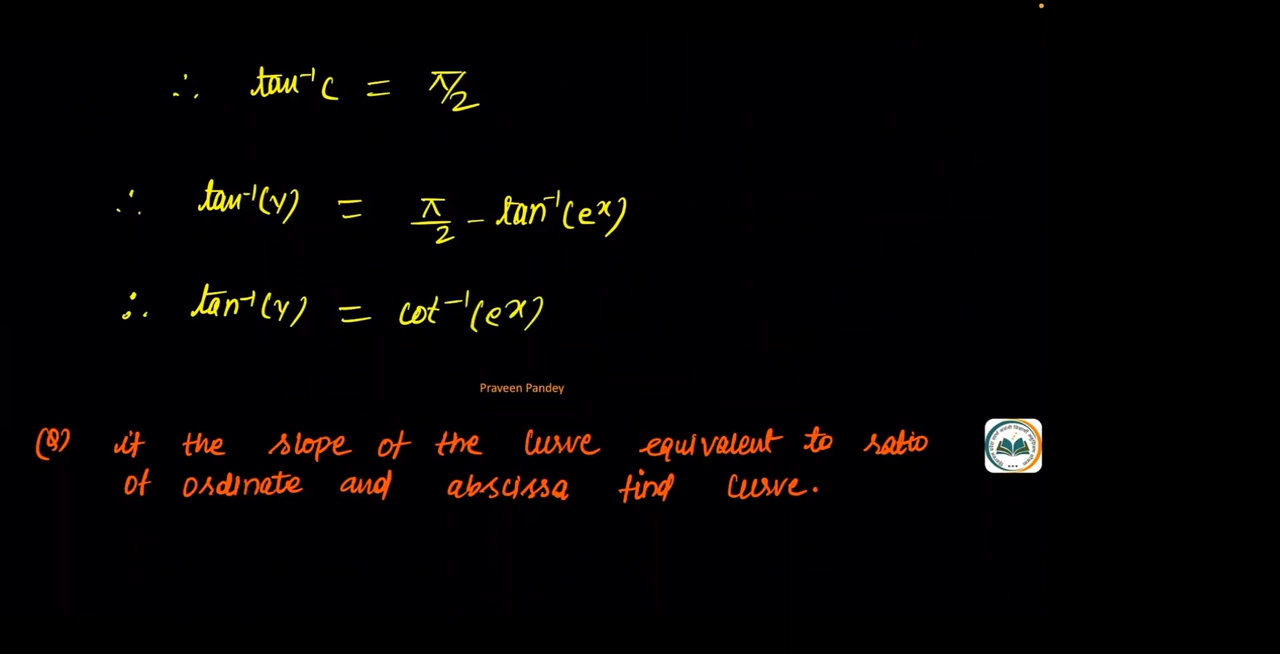 ∴ tan⁻¹c = π/2
∴ tan⁻¹(y) = π/2 - tan⁻¹(eˣ)
∴ tan⁻¹(y) = cot⁻¹(eˣ)
Praveen Pandey
(Q) if the slope of the curve equivalent to ratio
of ordinate and abscissa find curve.